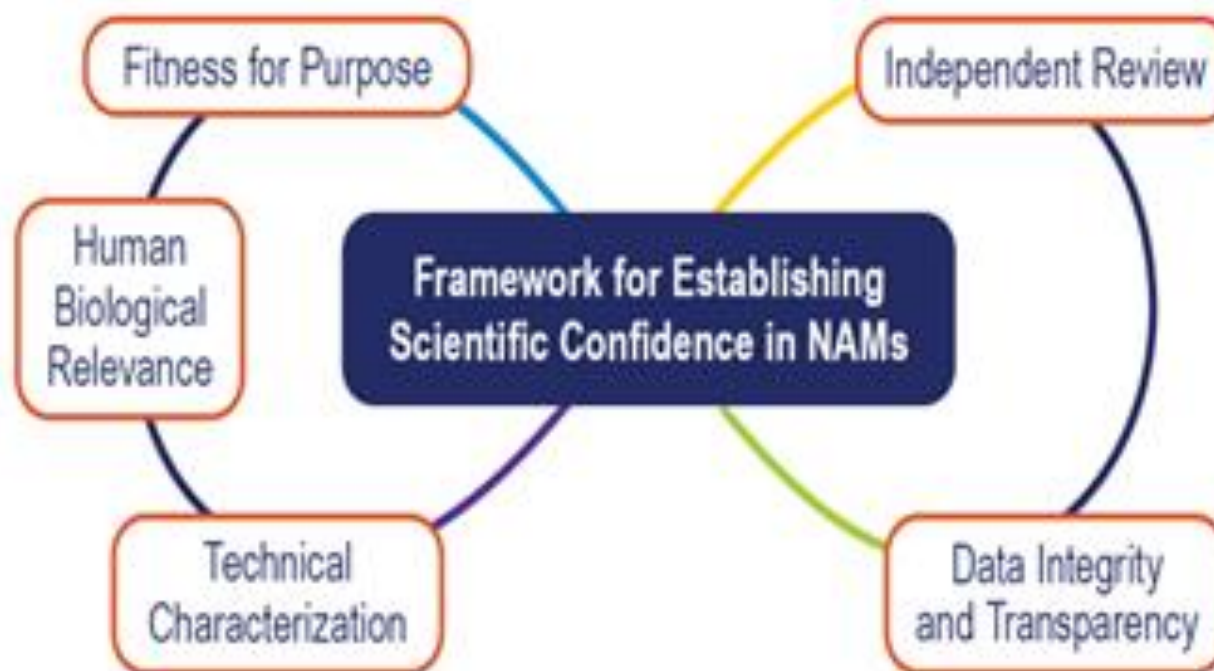 Fitness for Purpose
Independent Review
Human
Biological
Relevance
Framework for Establishing
Scientific Confidence in NAMs
Technical
Characterization
Data Integrity
and Transparency